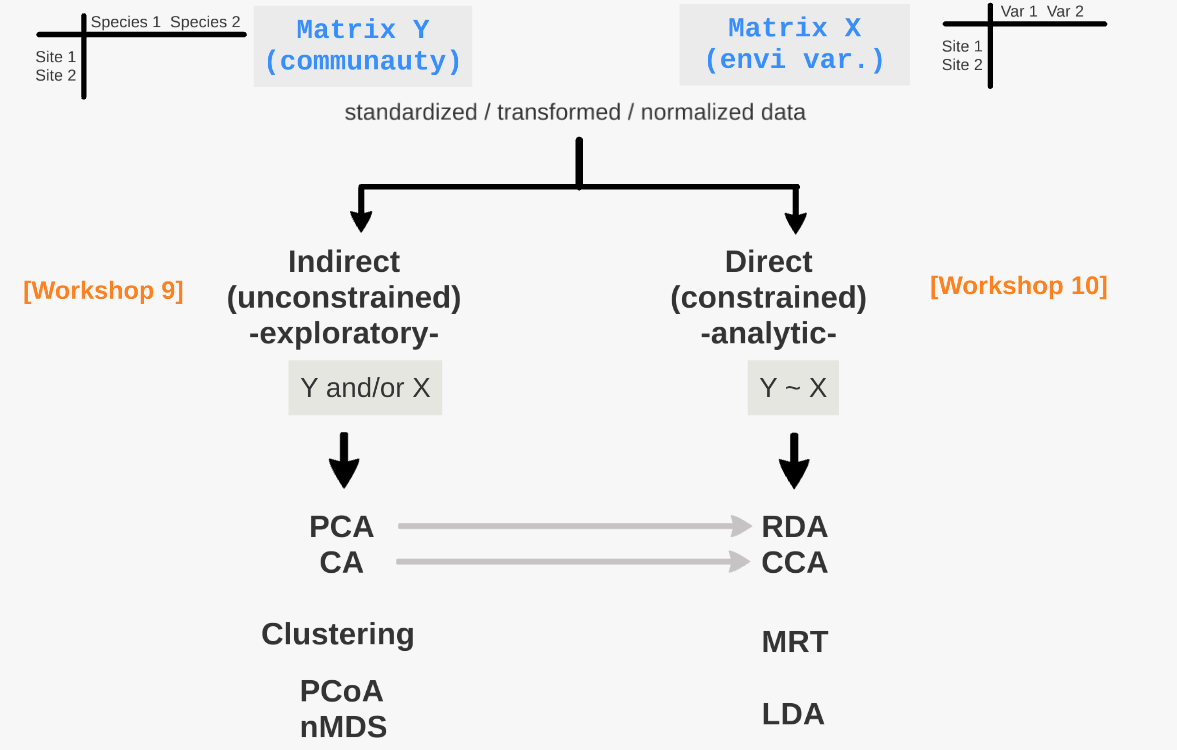 Species 1 Species 2
Site 1
Site 2
Matrix Y
(communauty)
Matrix X
(envi var.)
Var 1 Var 2
Site 1
Site 2
standardized / transformed / normalized data
[Workshop 9]
Indirect
(unconstrained)
-exploratory-
Direct
(constrained)
-analytic-
[Workshop 10]
Y and/or X
Y ~ X
PCA
RDA
CA
CCA
Clustering
MRT
PCoA
nMDS
LDA